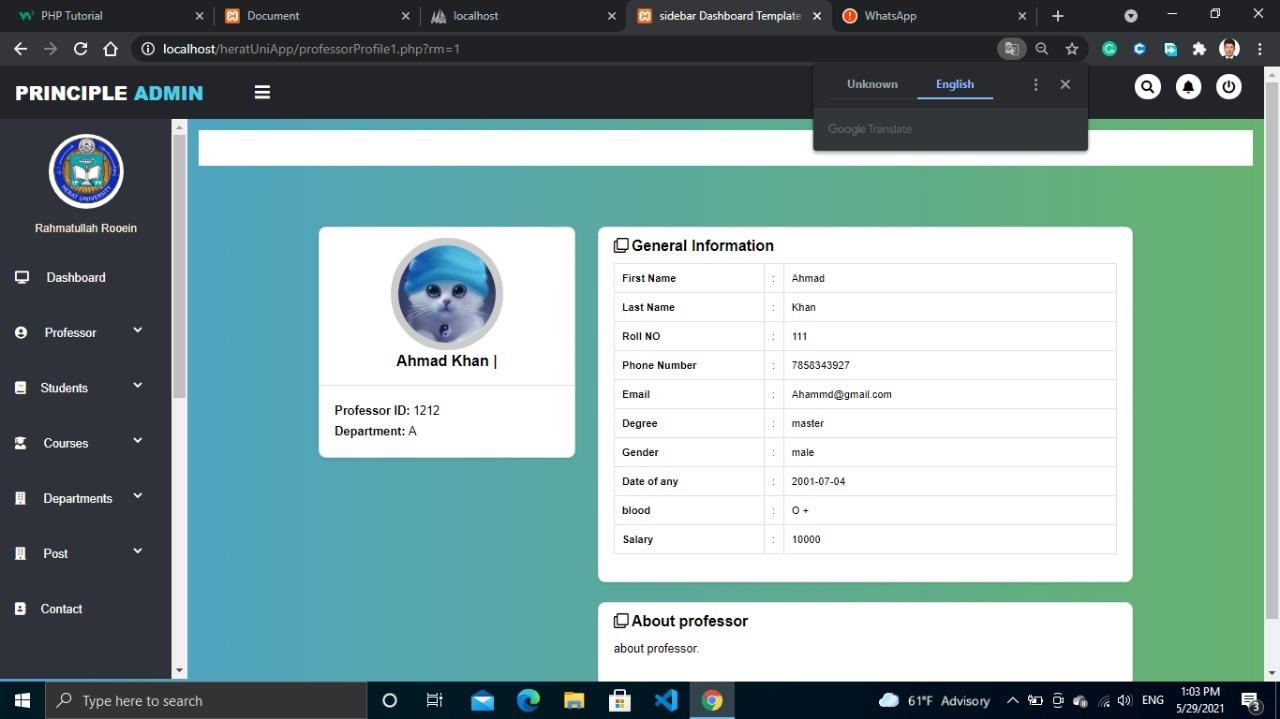 PHP Tutorial
Document
localhost
sidebar Dashboard Template
WhatsApp
localhost/heratUniApp/professorProfile1.php?rm=1
Unknown English
Google Translate
PRINCIPLE ADMIN
HERAT UNIVERSITY
Rahmatullah Rooein
Dashboard
Professor
Students
Courses
Departments
Post
Contact
Ahmad Khan |
Professor ID: 1212
Department: A
General Information
First Name : Ahmad
Last Name : Khan
Roll NO : 111
Phone Number : 7858343927
Email : Ahammd@gmail.com
Degree : master
Gender : male
Date of any : 2001-07-04
blood : O +
Salary : 10000
About professor
about professor.
Type here to search
61°F Advisory
ENG
1:03 PM
5/29/2021
3